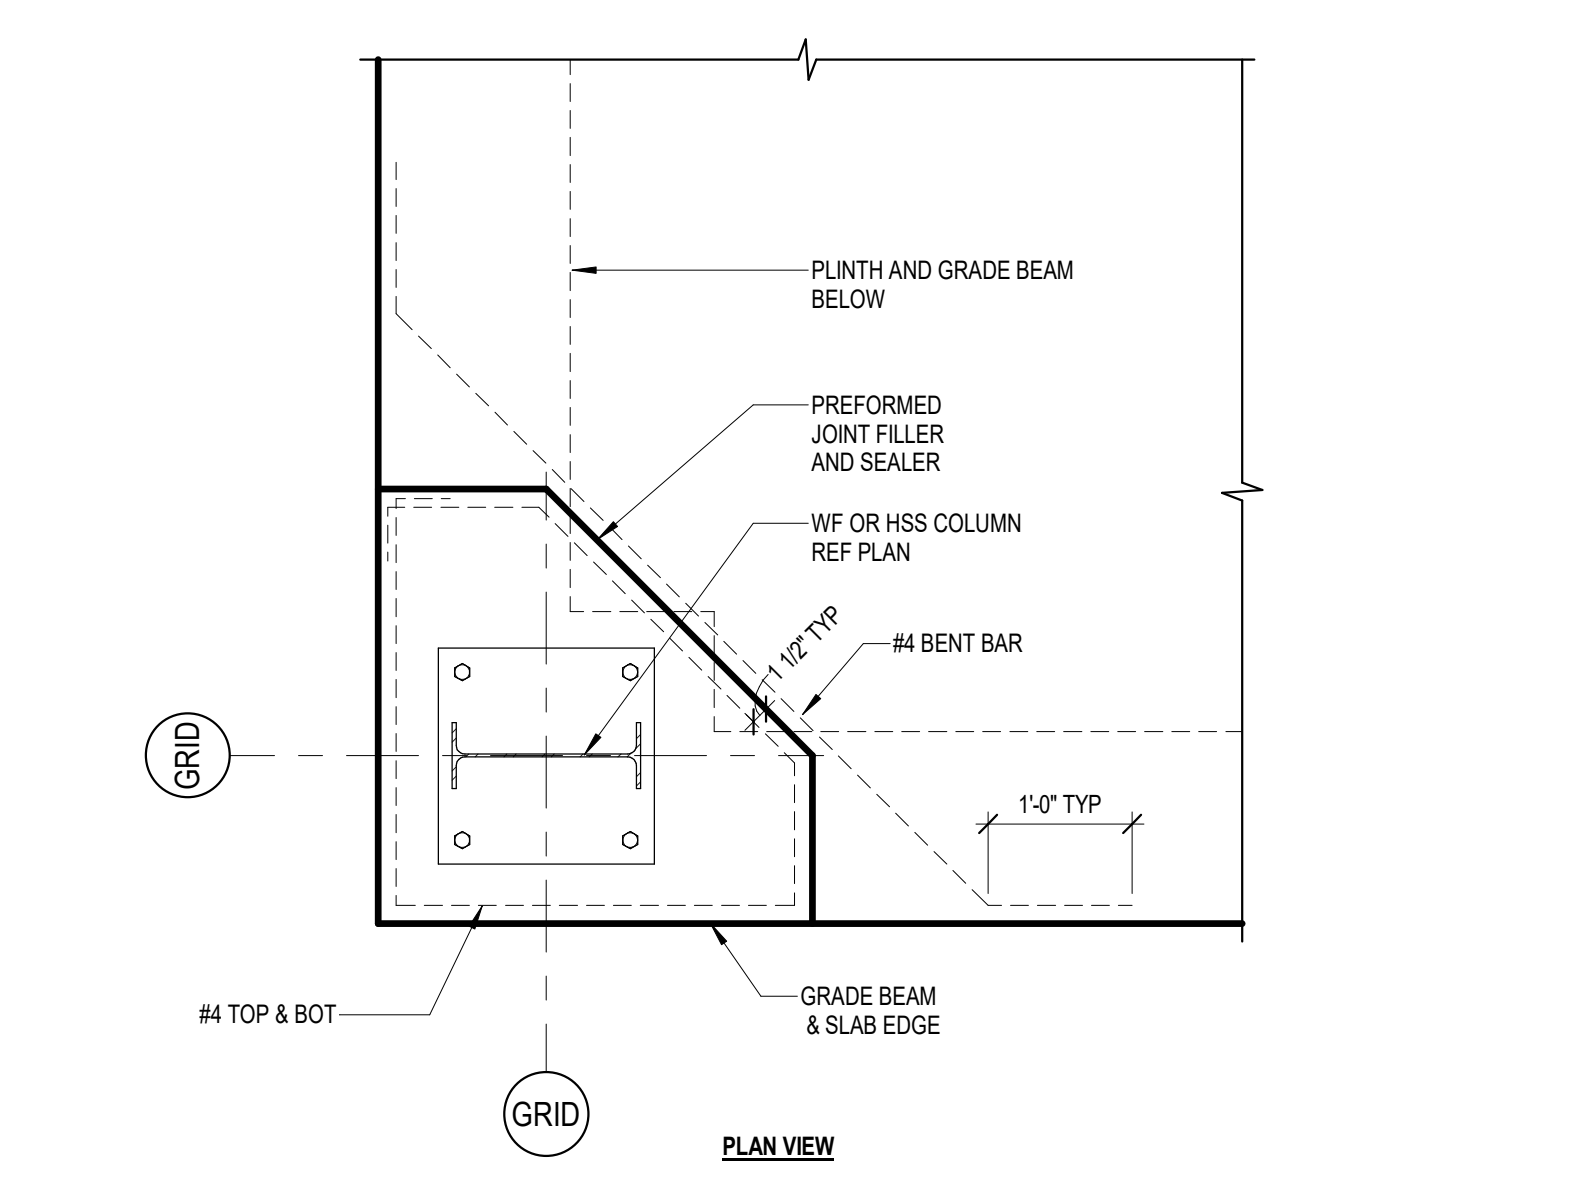 PLINTH AND GRADE BEAM
BELOW
PREFORMED
JOINT FILLER
AND SEALER
WF OR HSS COLUMN
REF PLAN
1 1/2" TYP
#4 BENT BAR
GRID
1'-0" TYP
GRADE BEAM
& SLAB EDGE
#4 TOP & BOT
GRID
PLAN VIEW